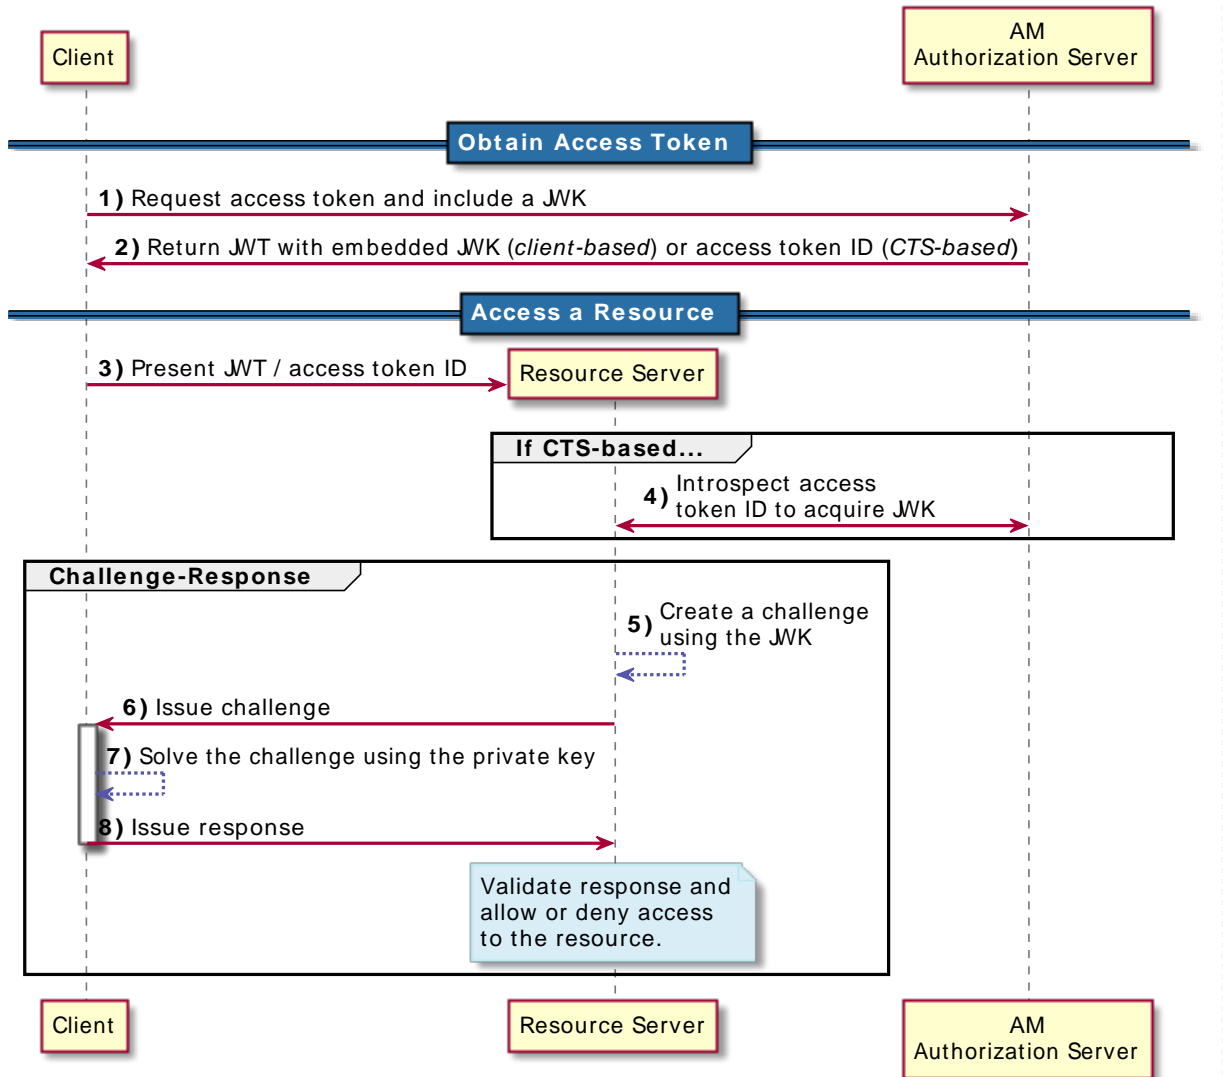 Client
AM
Authorization Server
Obtain Access Token
1) Request access token and include a JWK
2) Return JWT with embedded JWK (client-based) or access token ID (CTS-based)
Access a Resource
3) Present JWT / access token ID
Resource Server
If CTS-based...
4) Introspect access
token ID to acquire JWK
Challenge-Response
5) Create a challenge
using the JWK
6) Issue challenge
7) Solve the challenge using the private key
8) Issue response
Validate response and
allow or deny access
to the resource.
Client
Resource Server
AM
Authorization Server